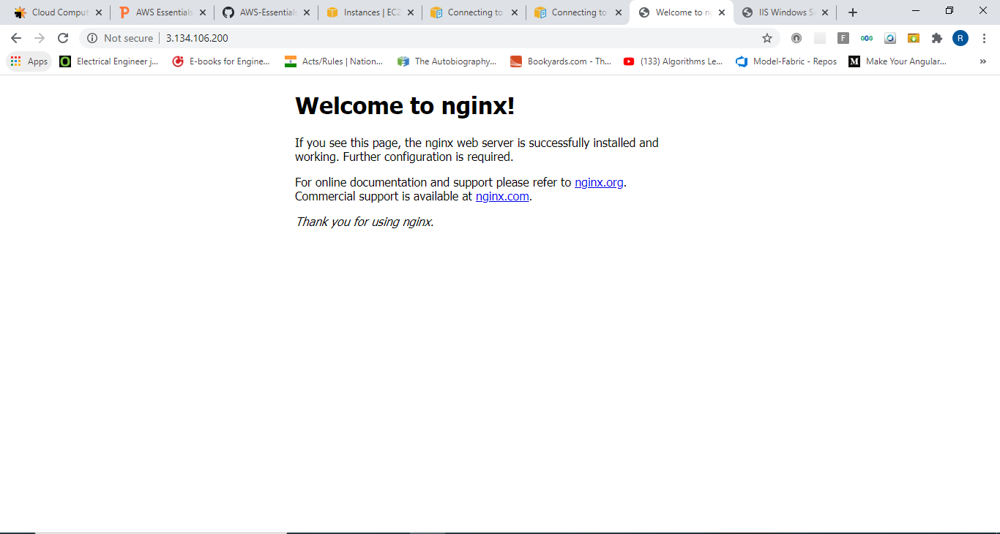 Cloud Comput
AWS Essentials
AWS-Essential
Instances | EC2
Connecting to
Connecting to
Welcome to n
IIS Windows S
Not secure | 3.134.106.200
F
GGG
R
Apps
Electrical Engineer j...
E-books for Engine...
Acts/Rules | Nation...
The Autobiography...
Bookyards.com - Th...
(133) Algorithms Le...
Model-Fabric - Repos
M Make Your Angular...
»
Welcome to nginx!
If you see this page, the nginx web server is successfully installed and
working. Further configuration is required.
For online documentation and support please refer to nginx.org.
Commercial support is available at nginx.com.
Thank you for using nginx.